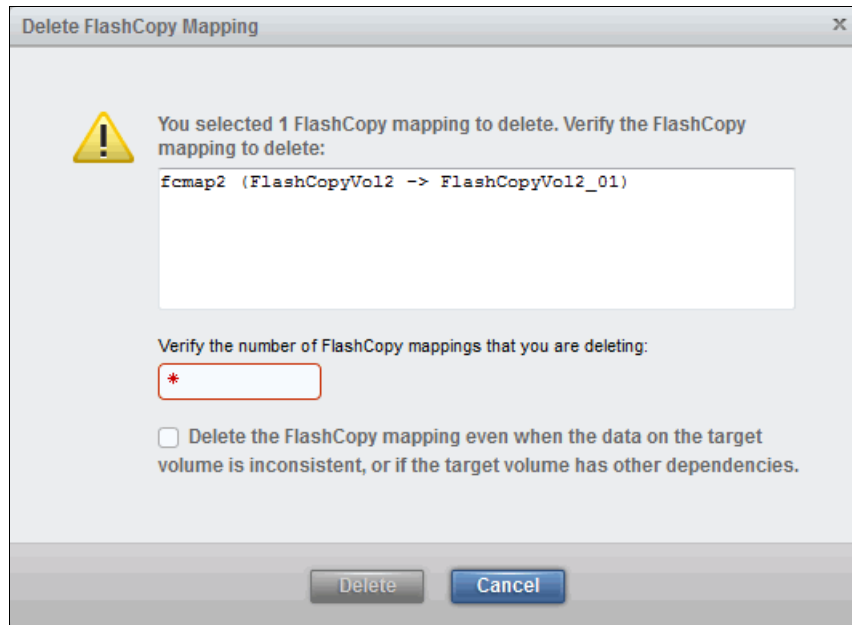 Delete FlashCopy Mapping x
You selected 1 FlashCopy mapping to delete. Verify the FlashCopy
mapping to delete:
fcmap2 (FlashCopyVol2 -> FlashCopyVol2_01)
Verify the number of FlashCopy mappings that you are deleting:
*
Delete the FlashCopy mapping even when the data on the target
volume is inconsistent, or if the target volume has other dependencies.
Delete Cancel